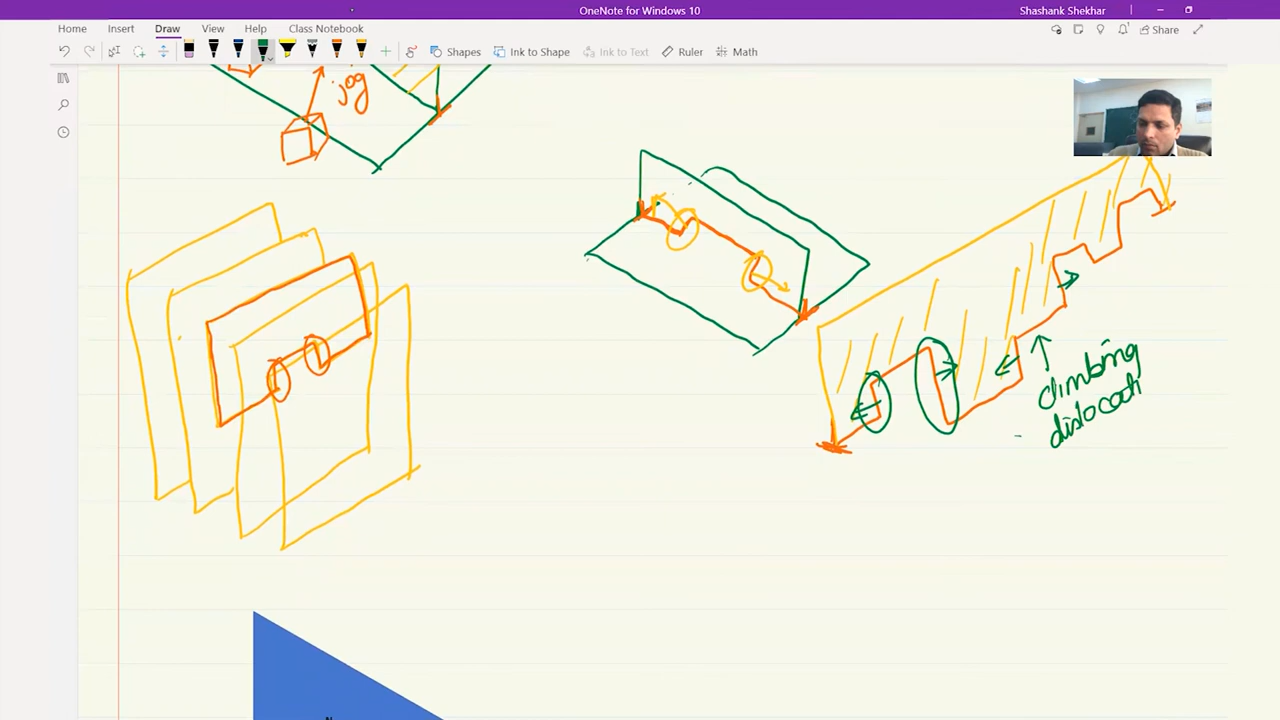 OneNote for Windows 10
Shashank Shekhar
Home
Insert
Draw
View
Help
Class Notebook
Shapes
Ink to Shape
Ink to Text
Ruler
Math
Share
jog
climbing